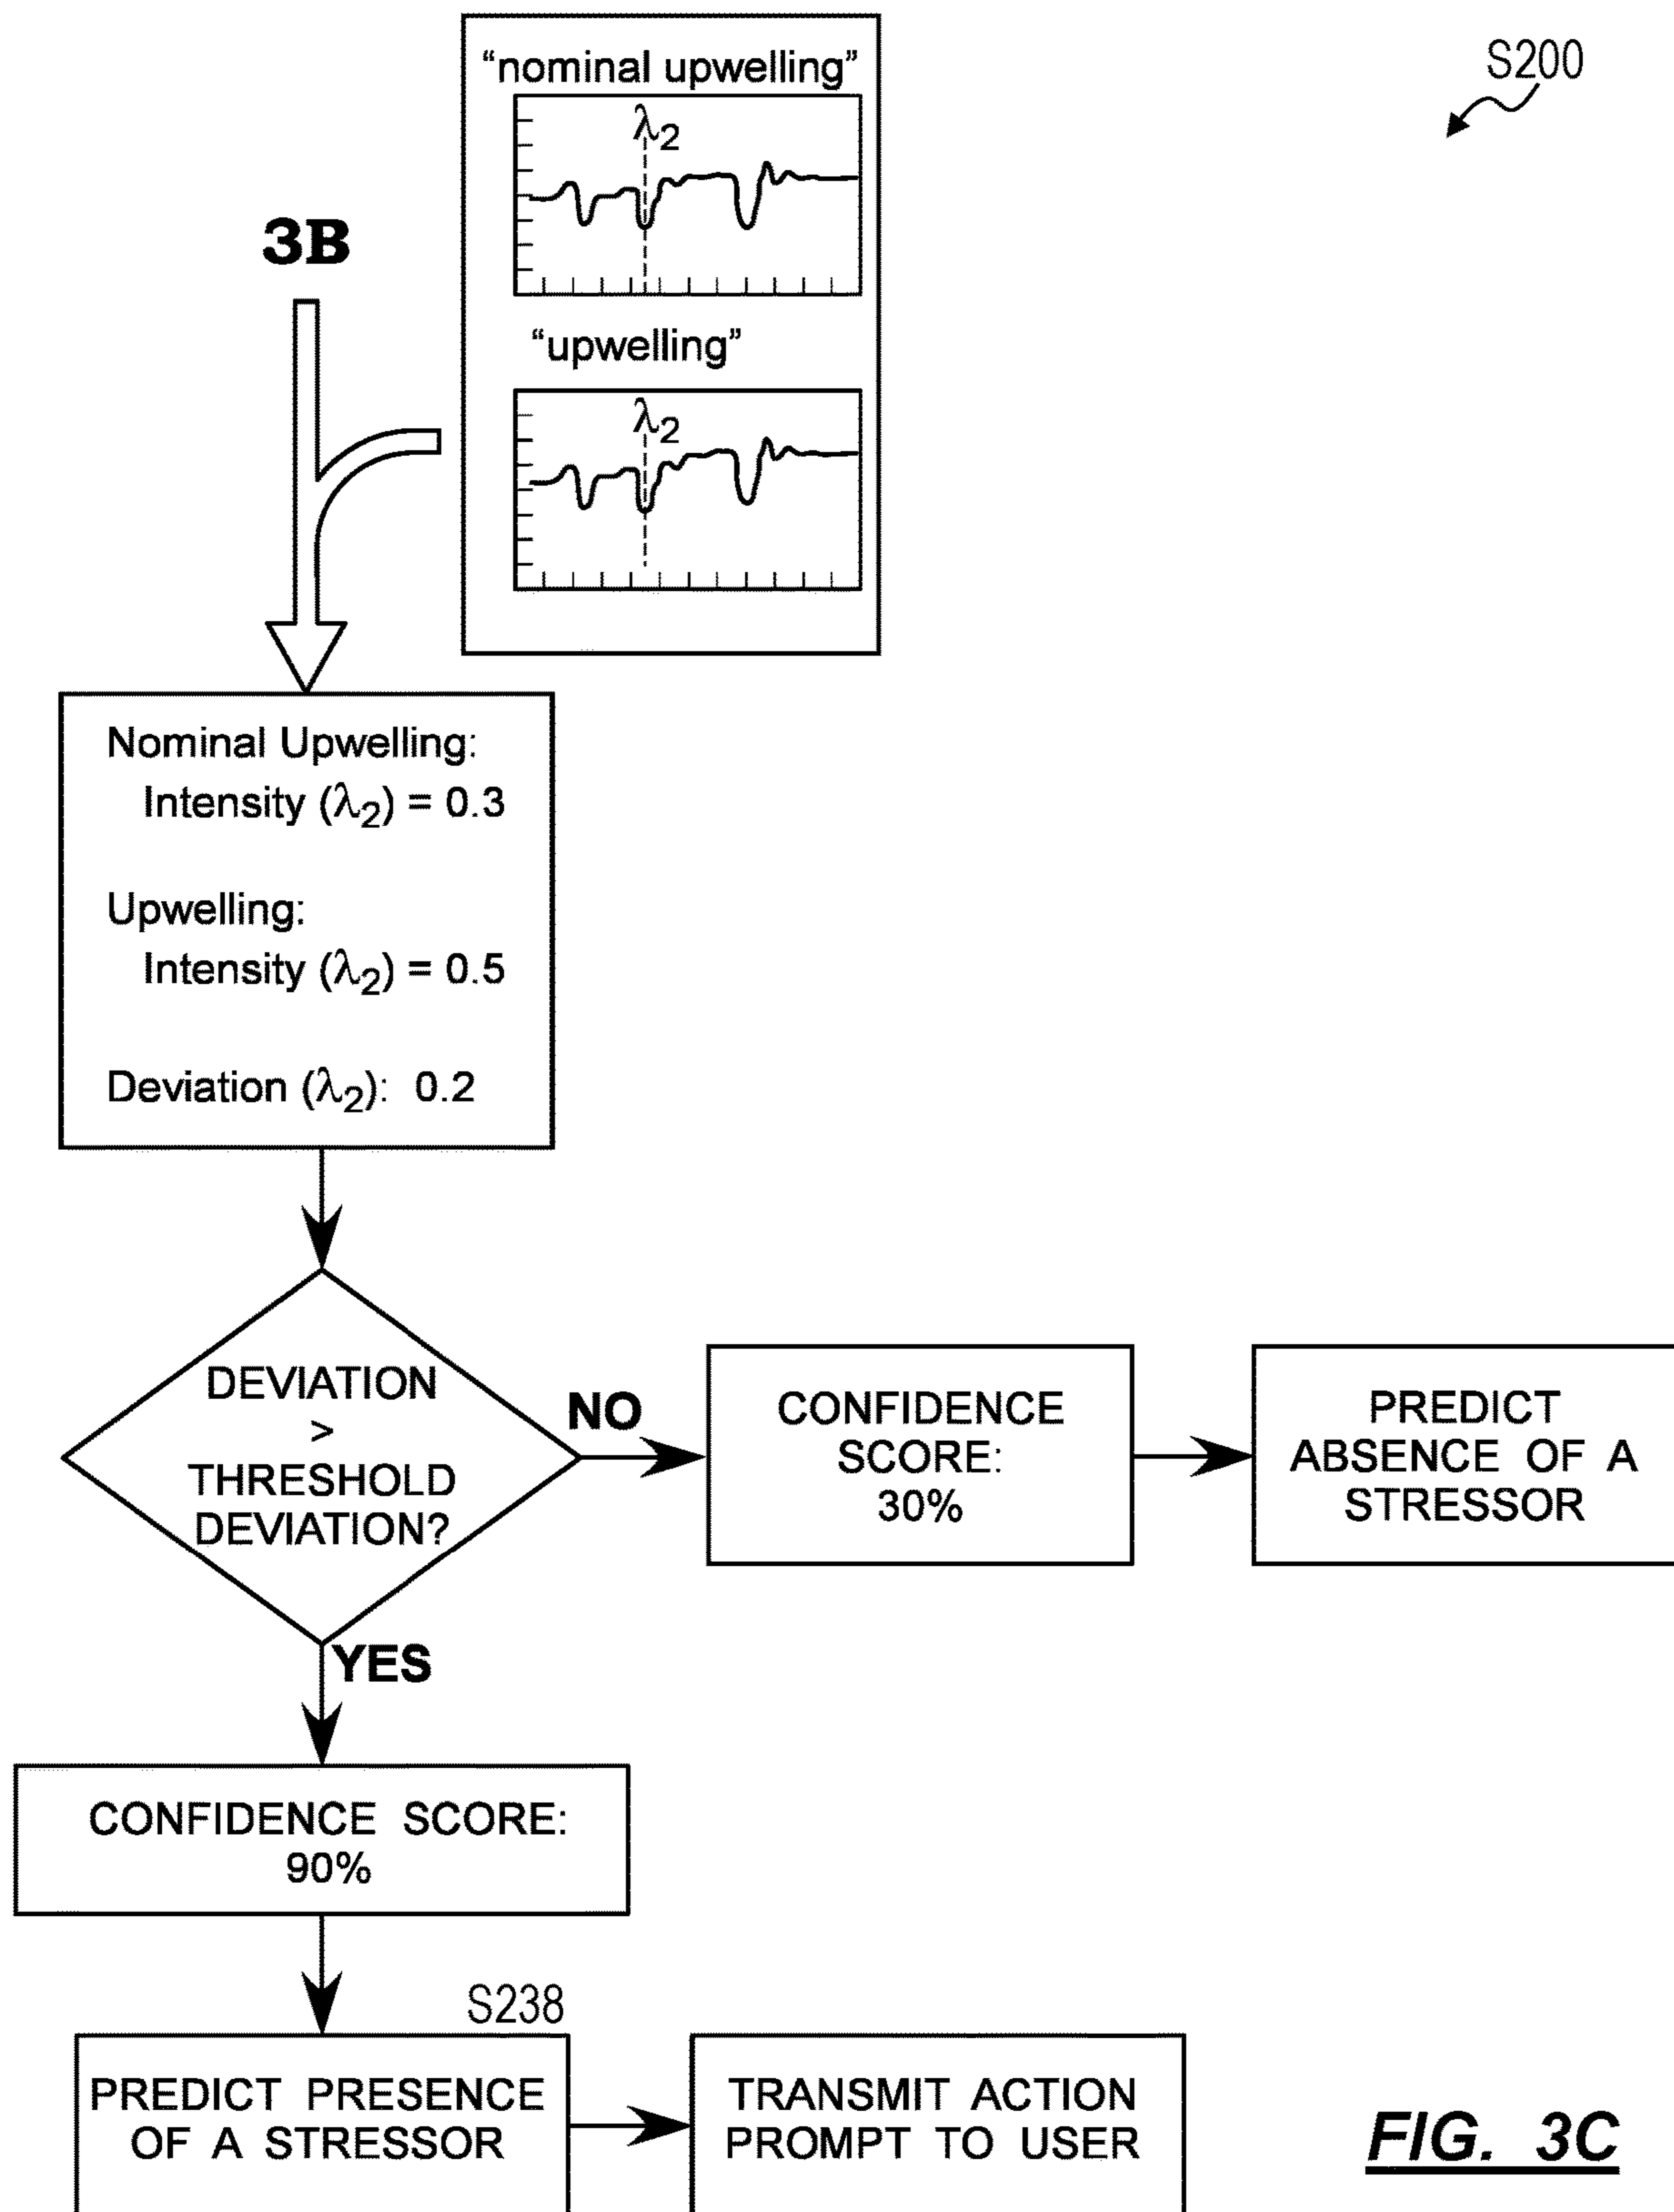 S200
“nominal upwelling”
λ2
3B
“upwelling”
λ2
Nominal Upwelling:
Intensity (λ2) = 0.3
Upwelling:
Intensity (λ2) = 0.5
Deviation (λ2): 0.2
DEVIATION
>
THRESHOLD
DEVIATION?
NO
CONFIDENCE
SCORE:
30%
PREDICT
ABSENCE OF A
STRESSOR
YES
CONFIDENCE SCORE:
90%
S238
PREDICT PRESENCE
OF A STRESSOR
TRANSMIT ACTION
PROMPT TO USER
FIG. 3C